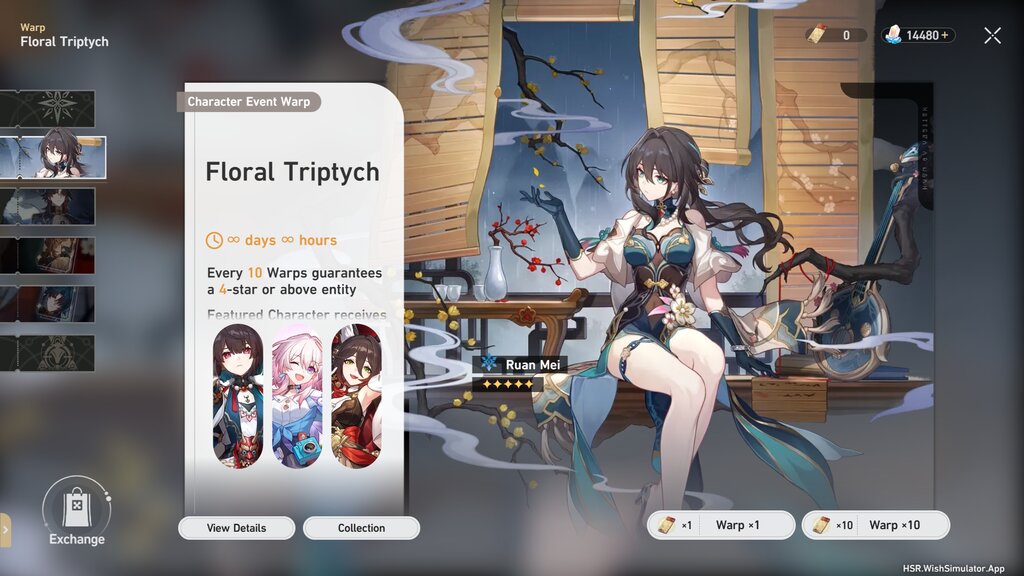 Warp
Floral Triptych
0
14480 +
Character Event Warp
Floral Triptych
∞ days ∞ hours
Every 10 Warps guarantees
a 4-star or above entity
Featured Character receives
Ruan Mei
Exchange
View Details
Collection
×1 Warp ×1
×10 Warp ×10
HSR.WishSimulator.App